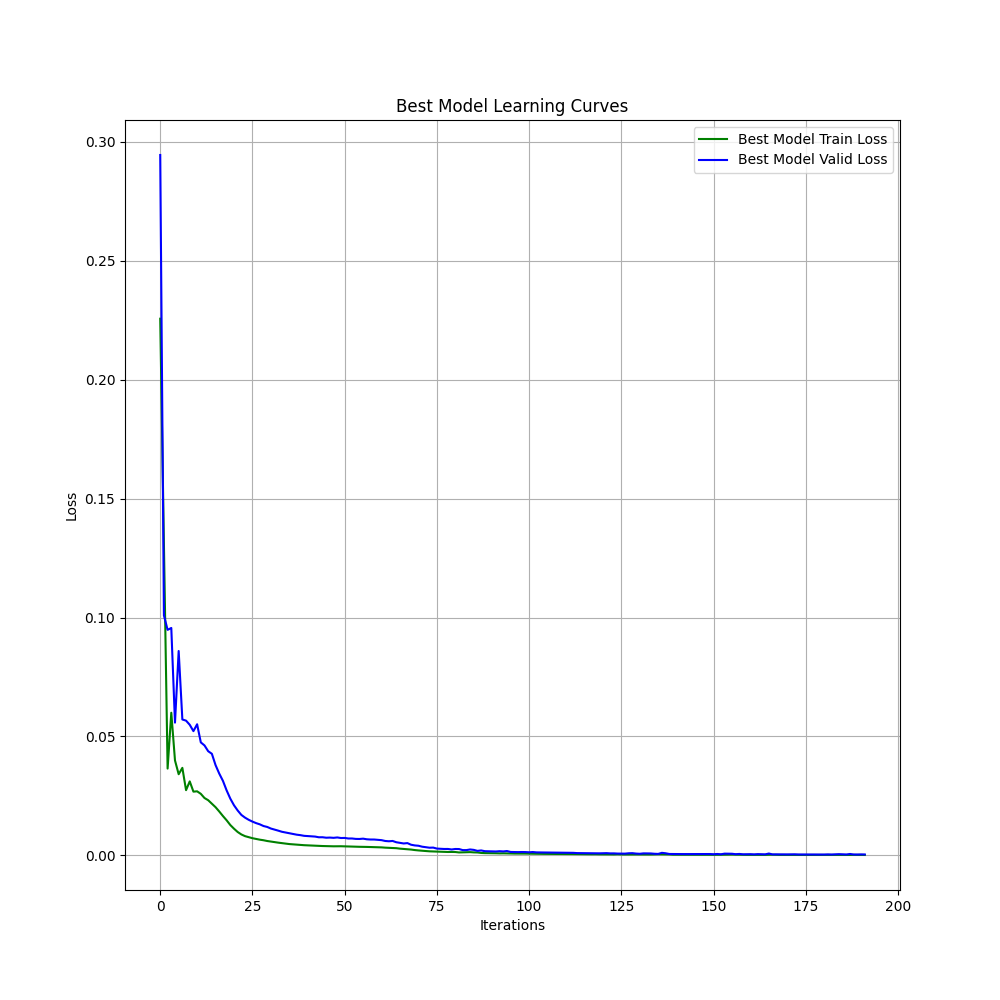 Best Model Learning Curves
Best Model Train Loss
Best Model Valid Loss
Loss
0.30
0.25
0.20
0.15
0.10
0.05
0.00
0 25 50 75 100 125 150 175 200
Iterations